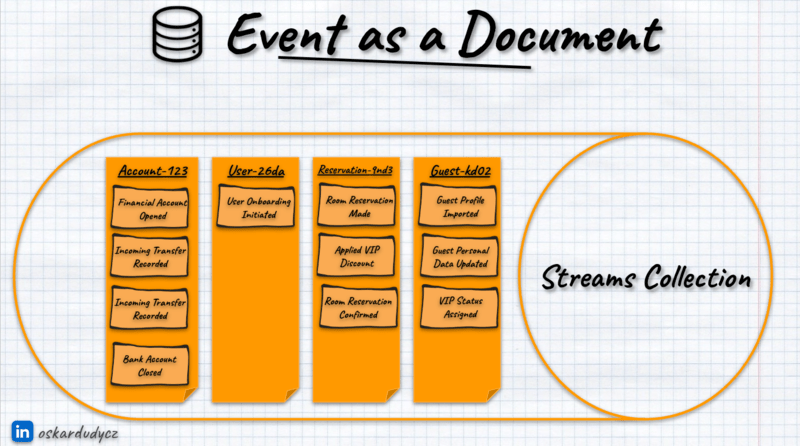 Event as a Document
Account-123
Financial Account
Opened
Incoming Transfer
Recorded
Incoming Transfer
Recorded
Bank Account
Closed
User-26da
User Onboarding
Initiated
Reservation-9nd3
Room Reservation
Made
Applied VIP
Discount
Room Reservation
Confirmed
Guest-kd02
Guest Profile
Imported
Guest Personal
Data Updated
VIP Status
Assigned
Streams Collection
in oskardudycz